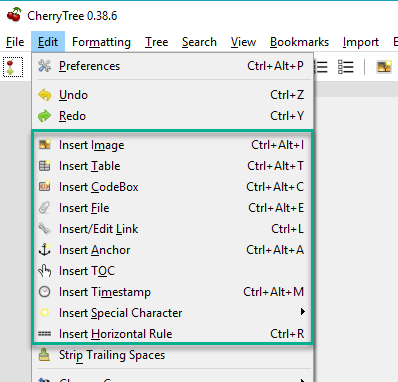 CherryTree 0.38.6
File Edit Formatting Tree Search View Bookmarks Import
Preferences Ctrl+Alt+P
Undo Ctrl+Z
Redo Ctrl+Y
Insert Image Ctrl+Alt+I
Insert Table Ctrl+Alt+T
Insert CodeBox Ctrl+Alt+C
Insert File Ctrl+Alt+E
Insert/Edit Link Ctrl+L
Insert Anchor Ctrl+Alt+A
Insert TOC
Insert Timestamp Ctrl+Alt+M
Insert Special Character
Insert Horizontal Rule Ctrl+R
Strip Trailing Spaces